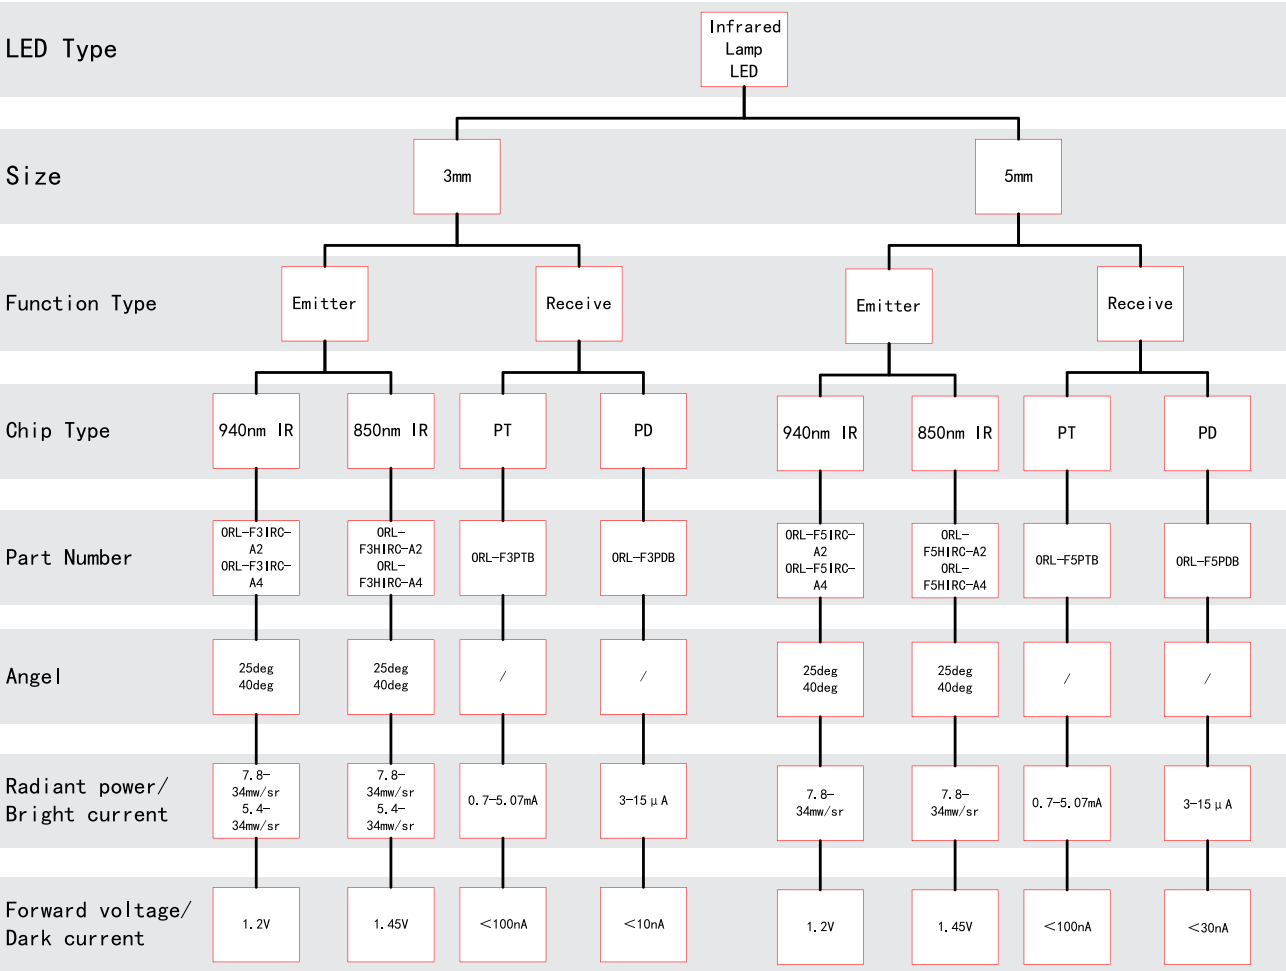 LED Type
Infrared
Lamp
LED
Size
3mm
5mm
Function Type
Emitter
Receive
Emitter
Receive
Chip Type
940nm IR
850nm IR
PT
PD
940nm IR
850nm IR
PT
PD
Part Number
ORL-F3IRC-
A2
ORL-F3IRC-
A4
ORL-
F3HIRC-A2
ORL-
F3HIRC-A4
ORL-F3PTB
ORL-F3PDB
ORL-F5IRC-
A2
ORL-F5IRC-
A4
ORL-
F5HIRC-A2
ORL-
F5HIRC-A4
ORL-F5PTB
ORL-F5PDB
Angel
25deg
40deg
25deg
40deg
/
/
25deg
40deg
25deg
40deg
/
/
Radiant power/
Bright current
7.8-
34mw/sr
5.4-
34mw/sr
7.8-
34mw/sr
5.4-
34mw/sr
0.7-5.07mA
3-15μA
7.8-
34mw/sr
7.8-
34mw/sr
0.7-5.07mA
3-15μA
Forward voltage/
Dark current
1.2V
1.45V
<100nA
<10nA
1.2V
1.45V
<100nA
<30nA